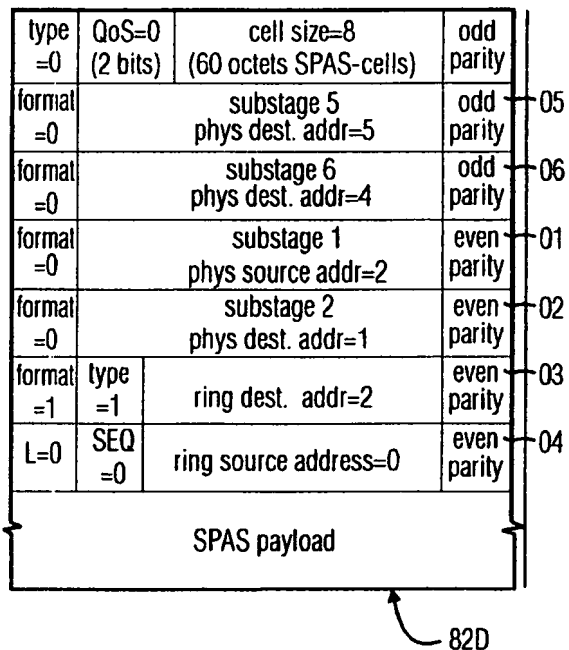 type =0 QoS=0 (2 bits) cell size=8 (60 octets SPAS-cells) odd parity
format =0 substage 5 phys dest. addr=5 odd parity 05
format =0 substage 6 phys dest. addr=4 odd parity 06
format =0 substage 1 phys source addr=2 even parity 01
format =0 substage 2 phys dest. addr=1 even parity 02
format =1 type =1 ring dest. addr=2 even parity 03
L=0 SEQ =0 ring source address=0 even parity 04
SPAS payload
82D